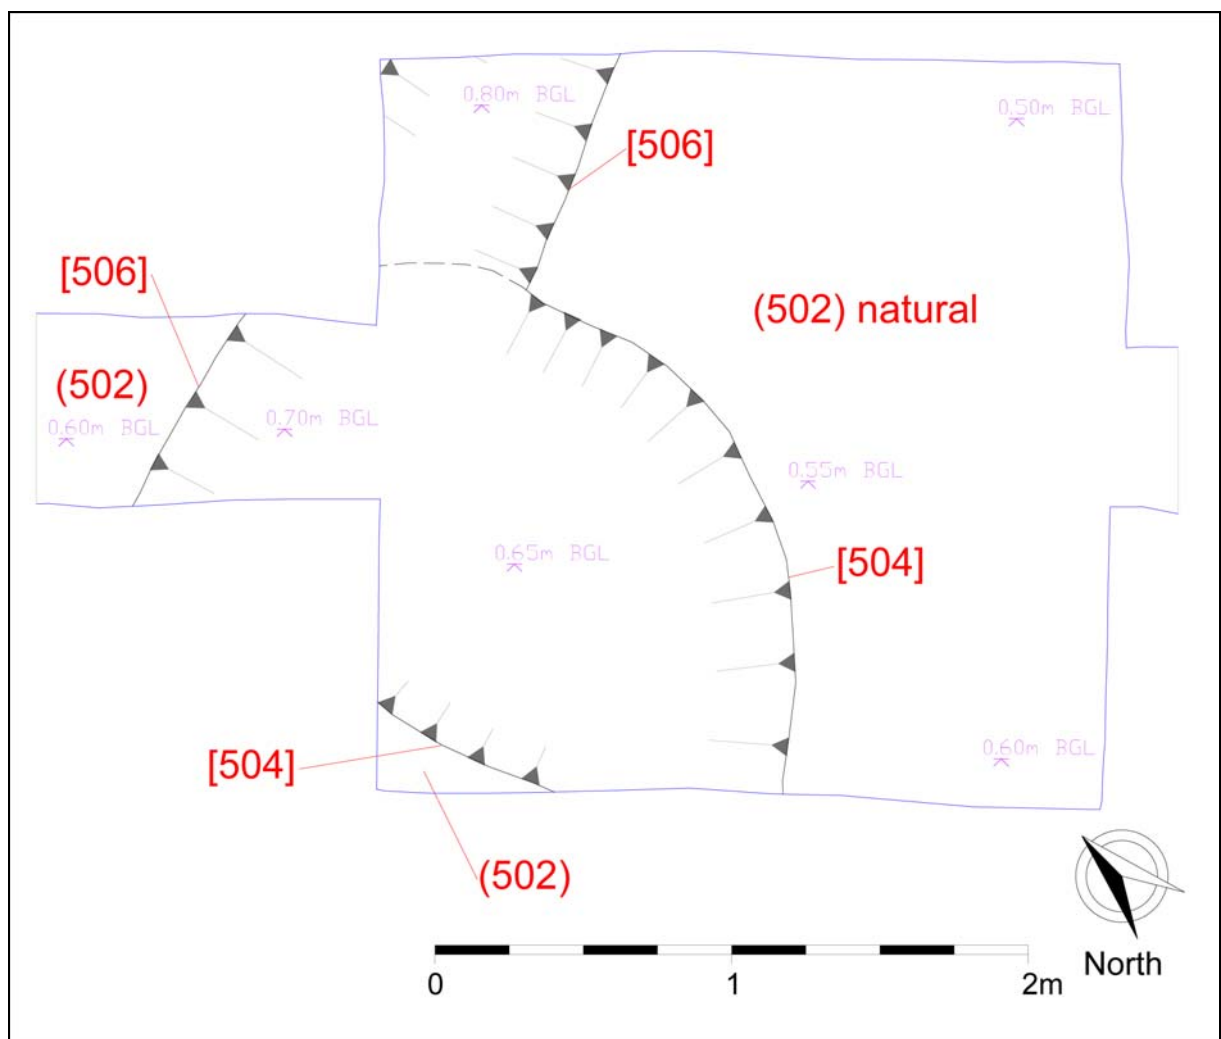 0.80m BGL
0.50m BGL
[506]
[506]
(502) natural
(502)
0.60m BGL
0.70m BGL
0.55m BGL
0.65m BGL
[504]
0.60m BGL
[504]
(502)
North
0 1 2m